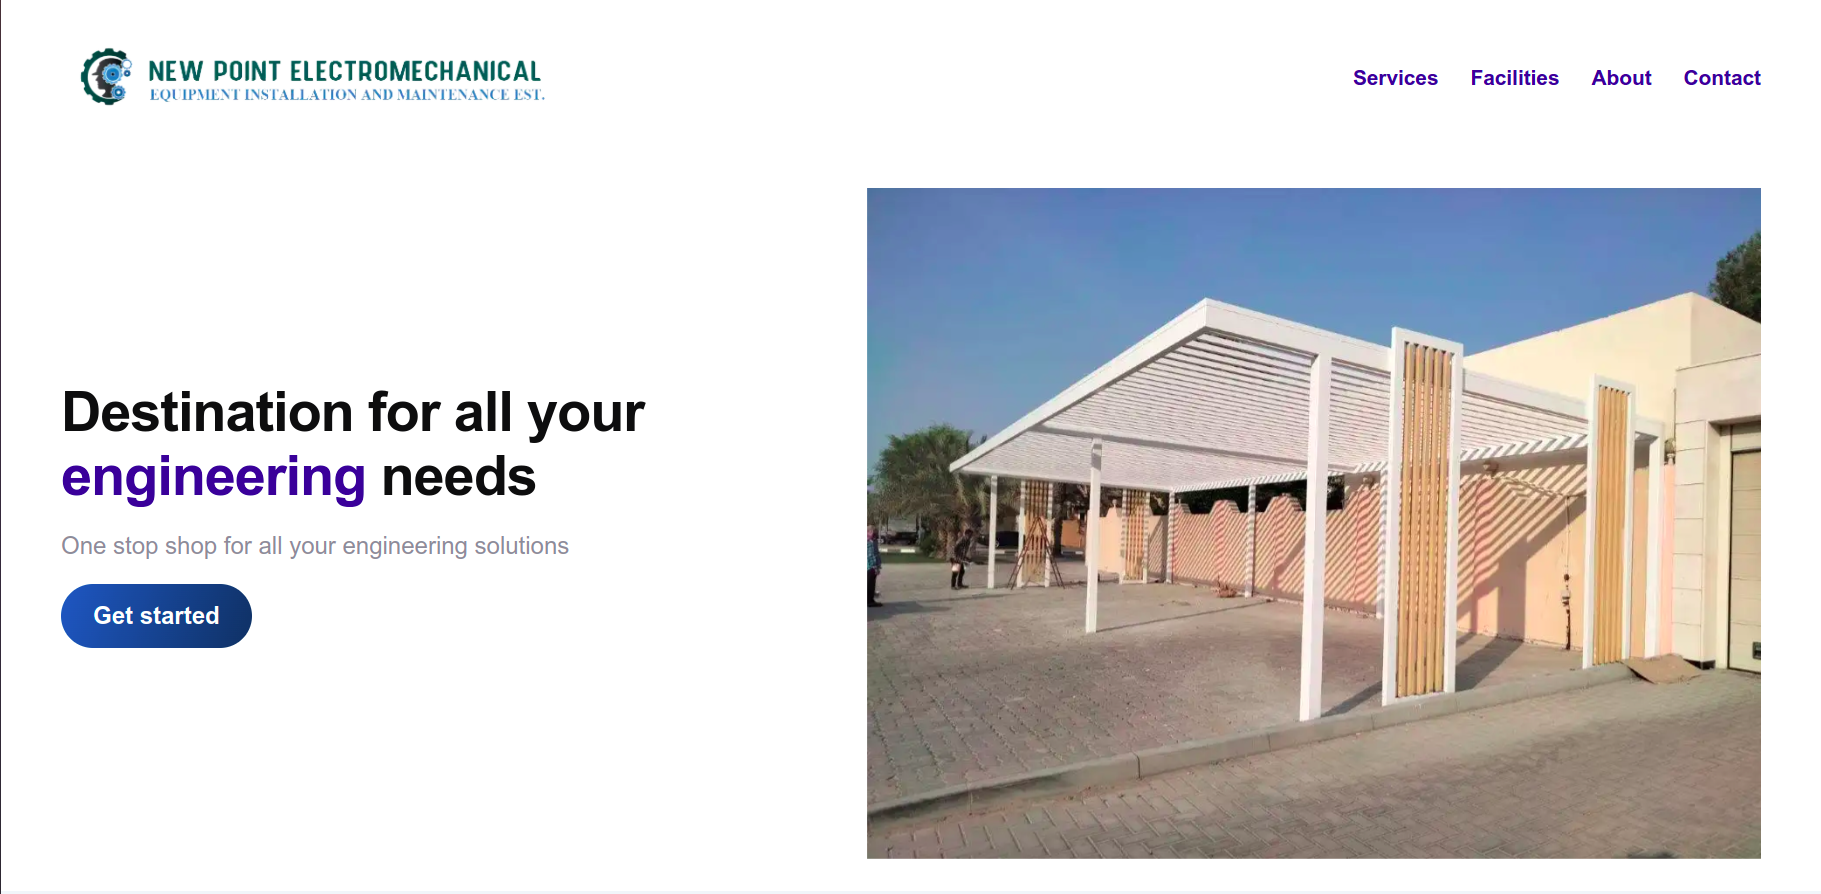 NEW POINT ELECTROMECHANICAL
EQUIPMENT INSTALLATION AND MAINTENANCE EST.
Services Facilities About Contact
Destination for all your
engineering needs
One stop shop for all your engineering solutions
Get started